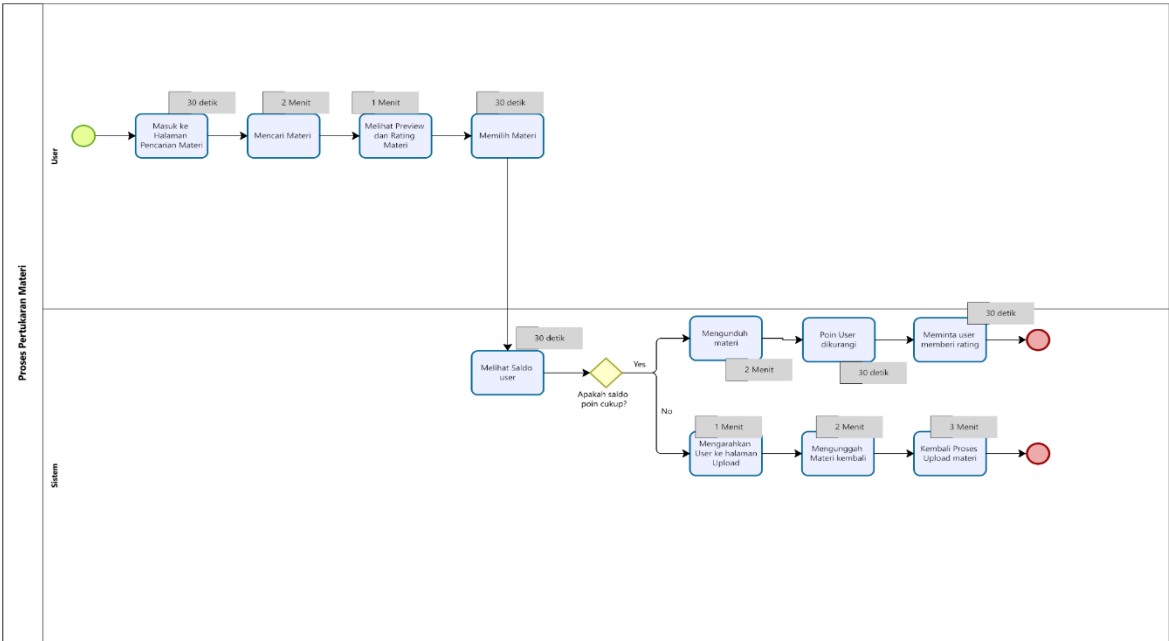 Proses Pertukaran Materi
User
30 detik
Masuk ke
Halaman
Pencarian Materi
2 Menit
Mencari Materi
1 Menit
Melihat Preview
dan Rating
Materi
30 detik
Memilih Materi
Sistem
30 detik
Melihat Saldo
user
Apakah saldo
poin cukup?
Yes
Mengunduh
materi
2 Menit
Poin User
dikurangi
30 detik
30 detik
Meminta user
memberi rating
No
1 Menit
Mengarahkan
User ke halaman
Upload
2 Menit
Mengunggah
Materi kembali
3 Menit
Kembali Proses
Upload materi